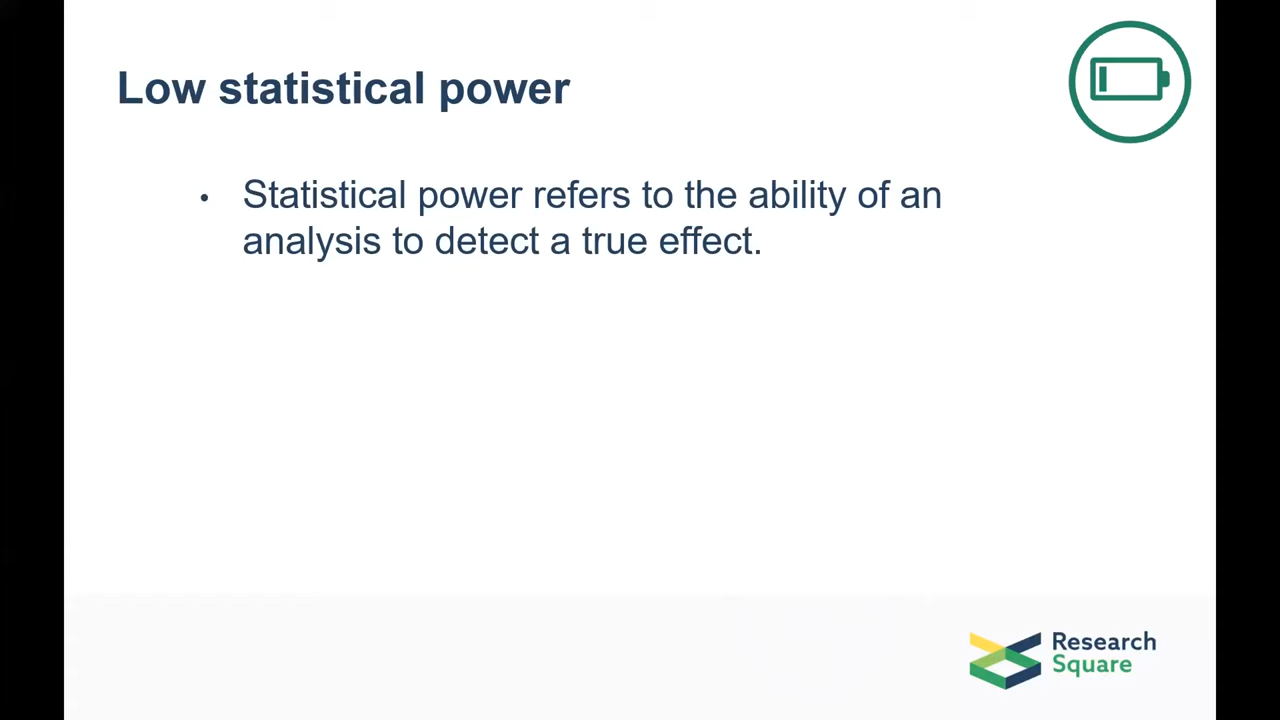 Low statistical power
• Statistical power refers to the ability of an
analysis to detect a true effect.
Research
Square